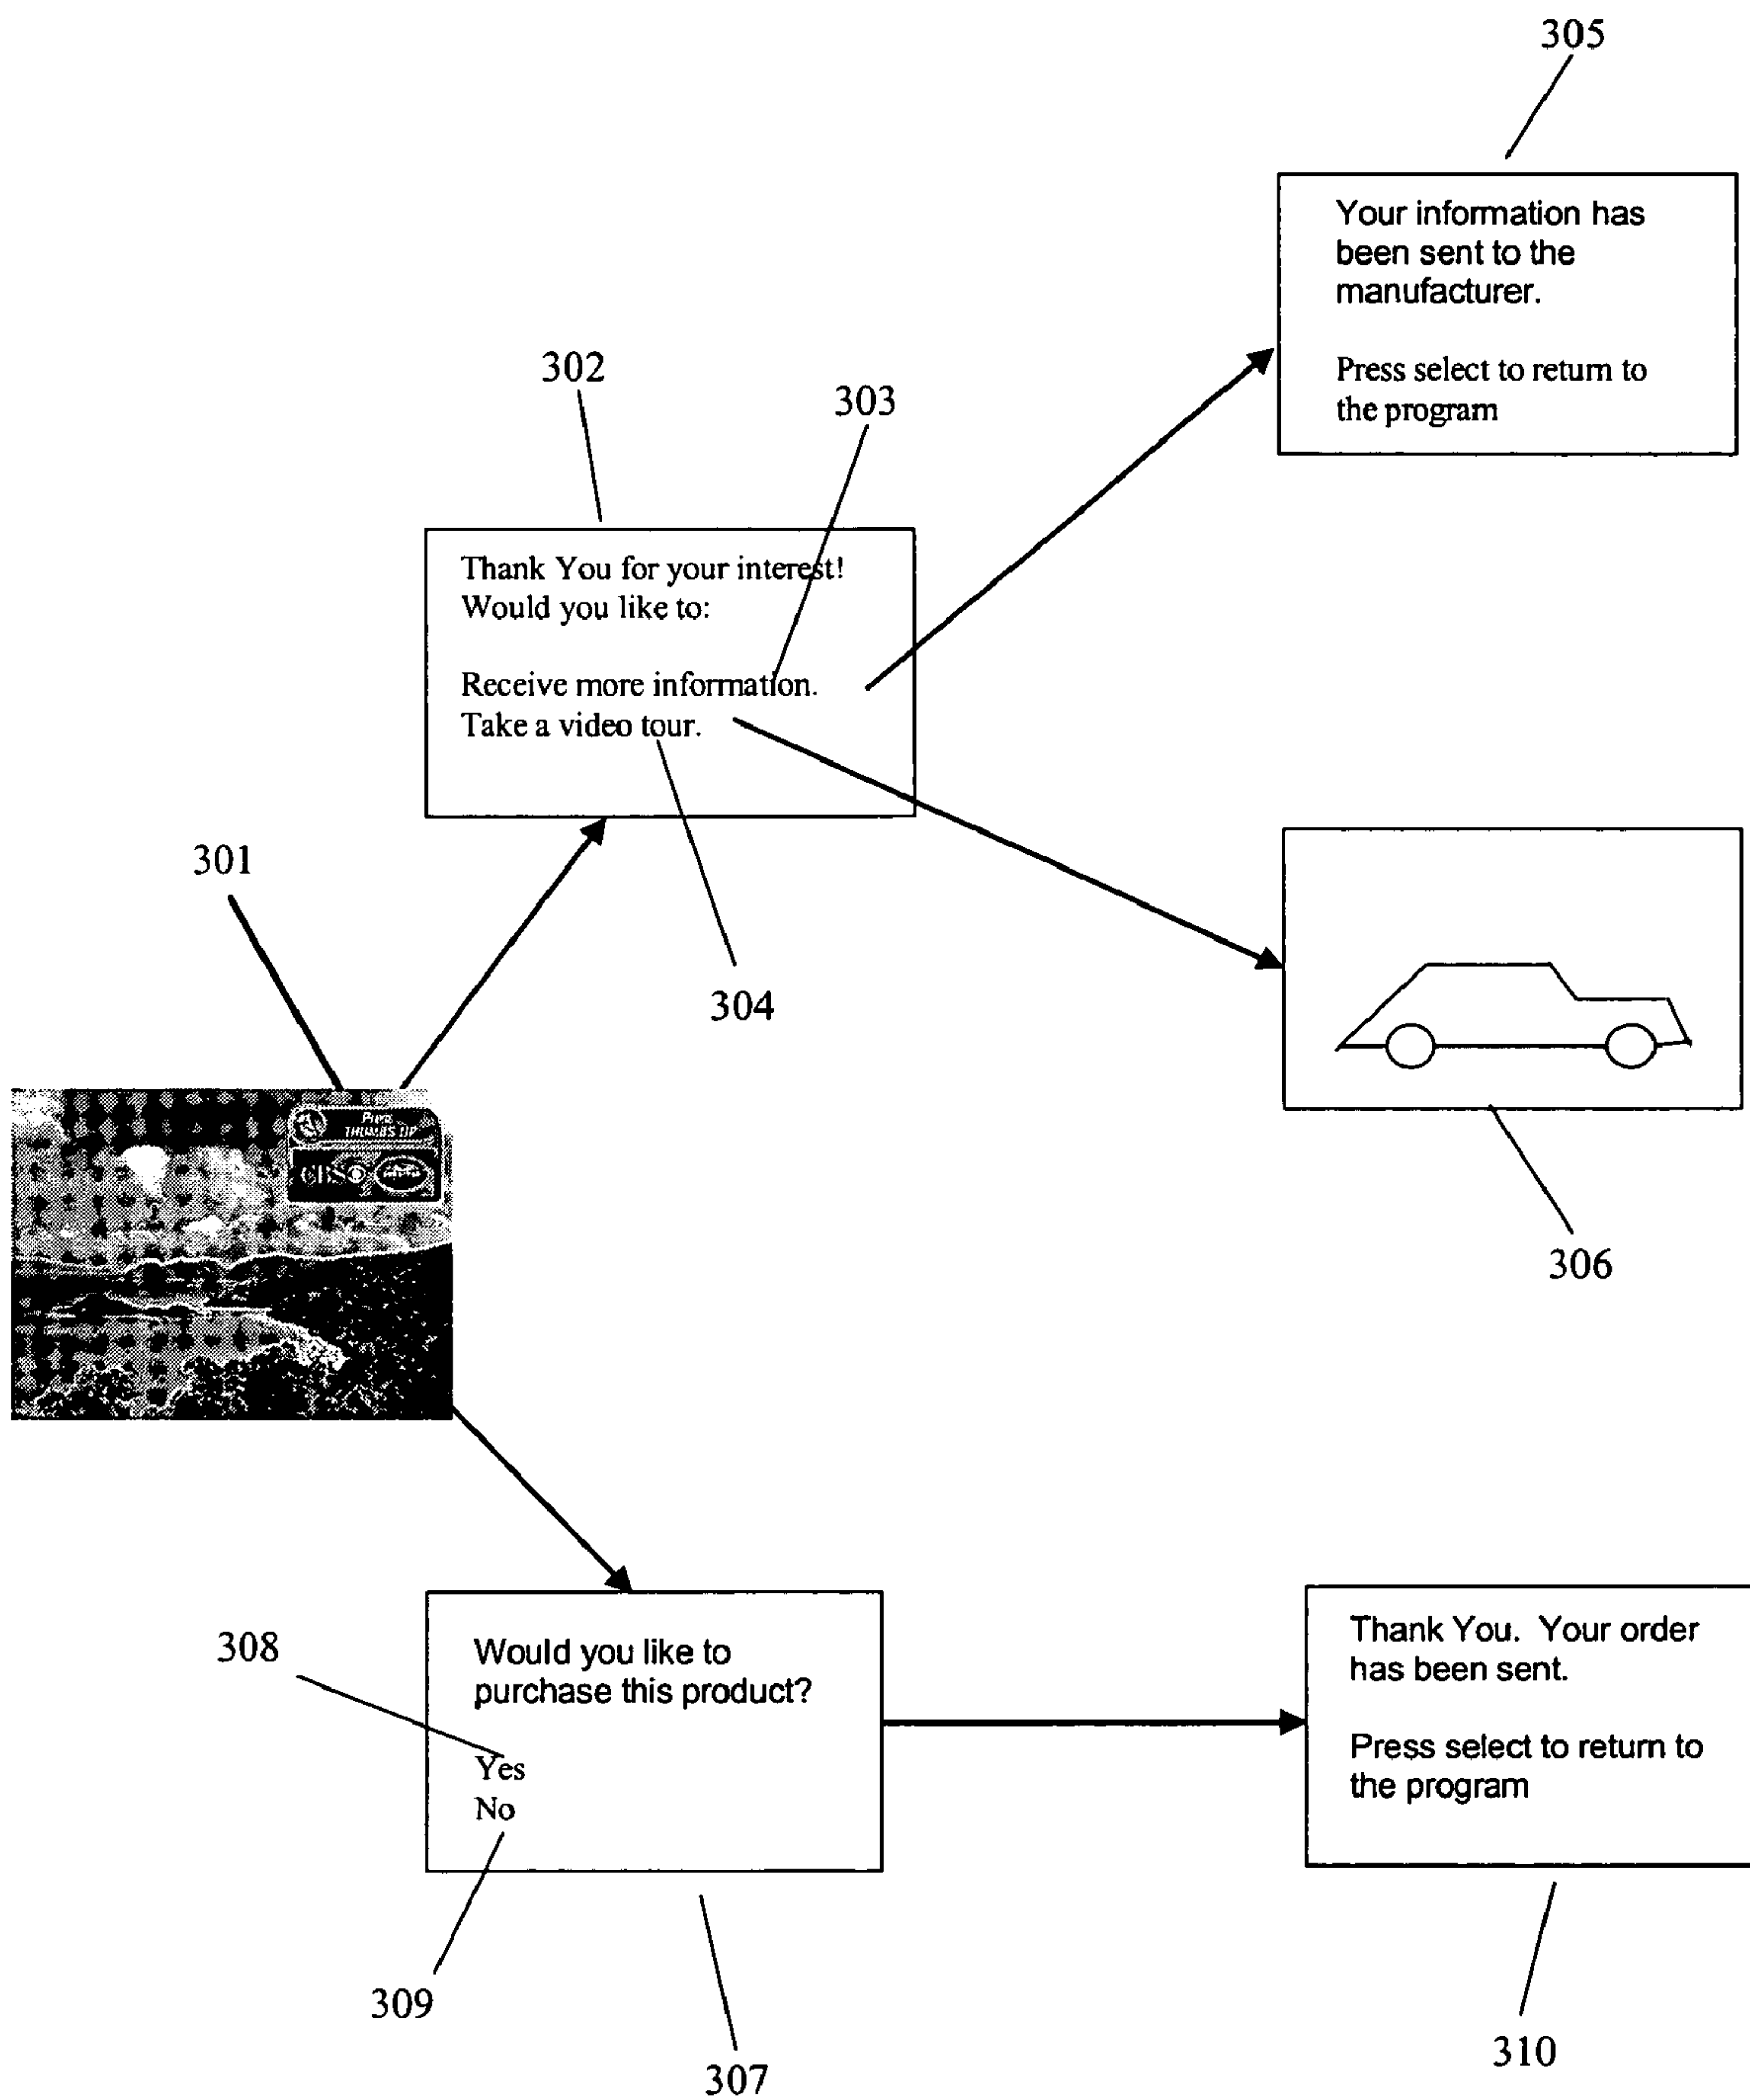 305
Your information has
been sent to the
manufacturer.
Press select to return to
the program
302
303
Thank You for your interest!
Would you like to:
Receive more information.
Take a video tour.
304
301
Press
THUMBS UP
CBS
306
308
Would you like to
purchase this product?
Yes
No
309
307
Thank You. Your order
has been sent.
Press select to return to
the program
310